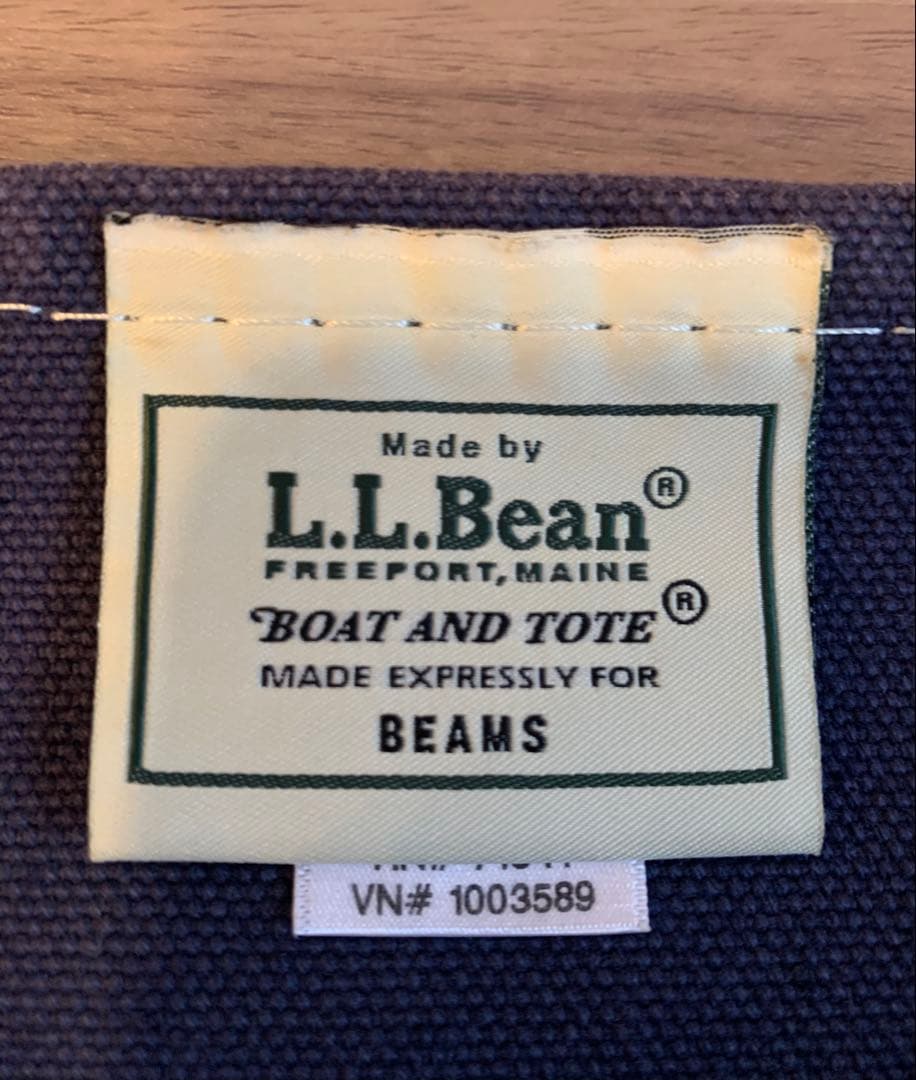 Made by
L.L.Bean®
FREEPORT, MAINE
BOAT AND TOTE®
MADE EXPRESSLY FOR
BEAMS
VN# 1003589